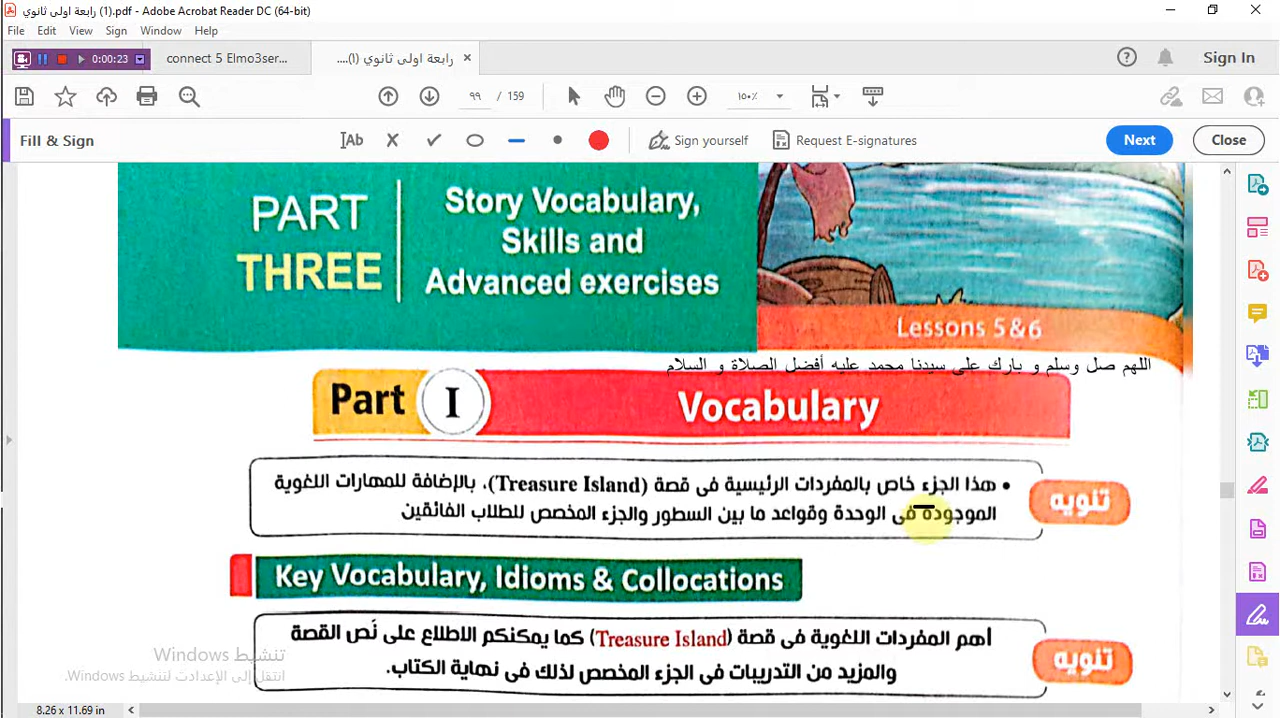 رابعة اولى ثانوي (1).pdf - Adobe Acrobat Reader DC (64-bit)
File Edit View Sign Window Help
0:00:23
connect 5 Elmo3ser...
رابعة اولى ثانوي (١)....
Sign In
٩٩ / 159
١٥٠٪
Fill & Sign
Ab
Sign yourself
Request E-signatures
Next
Close
PART
THREE
Story Vocabulary,
Skills and
Advanced exercises
Lessons 5&6
اللهم صل وسلم و بارك على سيدنا محمد عليه أفضل الصلاة و السلام
Part I Vocabulary
تنويه
• هذا الجزء خاص بالمفردات الرئيسية فى قصة (Treasure Island)، بالإضافة للمهارات اللغوية
الموجودة فى الوحدة وقواعد ما بين السطور والجزء المخصص للطلاب الفائقين
Key Vocabulary, Idioms & Collocations
تنويه
أهم المفردات اللغوية فى قصة (Treasure Island) كما يمكنكم الاطلاع على نَص القصة
والمزيد من التدريبات فى الجزء المخصص لذلك فى نهاية الكتاب.
تنشيط Windows
انتقل إلى الإعدادات لتنشيط Windows.
8.26 x 11.69 in